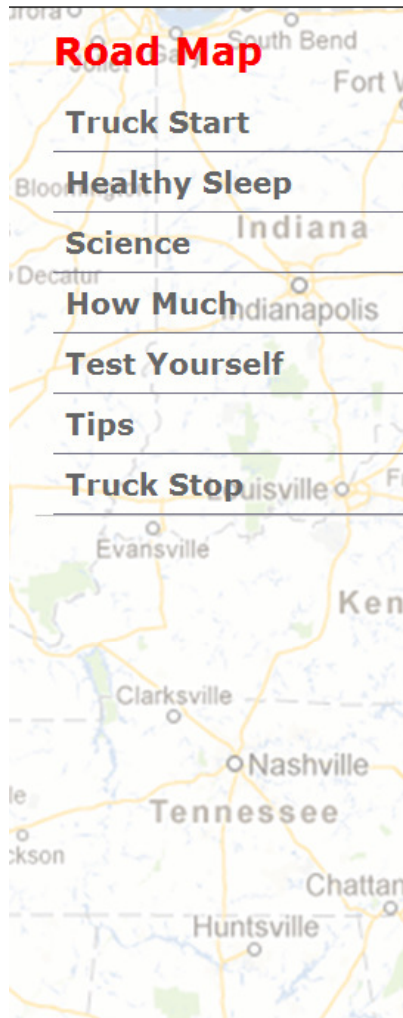 South Bend
Road Map
Joliet
Fort
Truck Start
Healthy Sleep
Indiana
Science
Decatur
How Much
Indianapolis
Test Yourself
Tips
Truck Stop
Louisville
Evansville
Ken
Clarksville
Nashville
Tennessee
ckson
Chattan
Huntsville